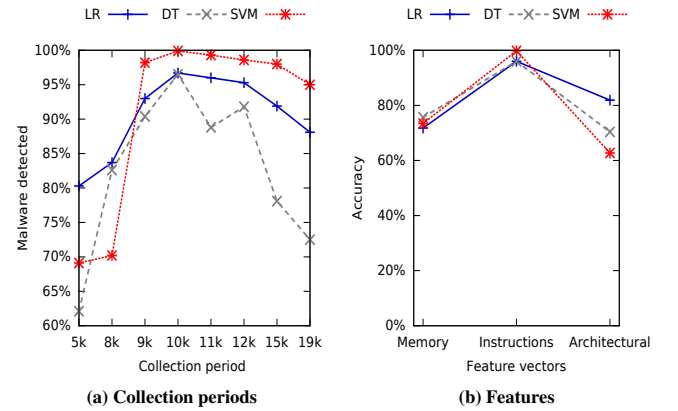 LR DT SVM
Malware detected
100%
95%
90%
85%
80%
75%
70%
65%
60%
5k 8k 9k 10k 11k 12k 15k 19k
Collection period
(a) Collection periods
LR DT SVM
Accuracy
100%
80%
60%
40%
20%
0%
Memory Instructions Architectural
Feature vectors
(b) Features